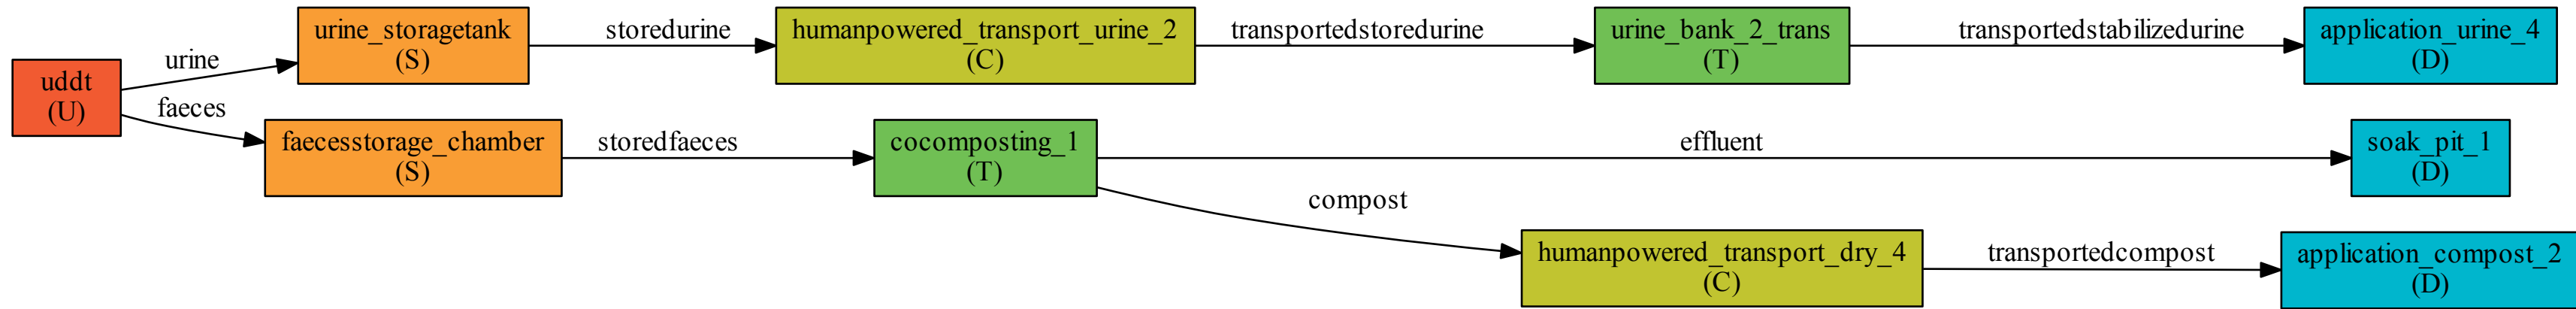 urine_storagetank
(S)
storedurine
humanpowered_transport_urine_2
(C)
transportedstoredurine
urine_bank_2_trans
(T)
transportedstabilizedurine
application_urine_4
(D)
uddt
(U)
urine
faeces
faecesstorage_chamber
(S)
storedfaeces
cocomposting_1
(T)
effluent
soak_pit_1
(D)
compost
humanpowered_transport_dry_4
(C)
transportedcompost
application_compost_2
(D)